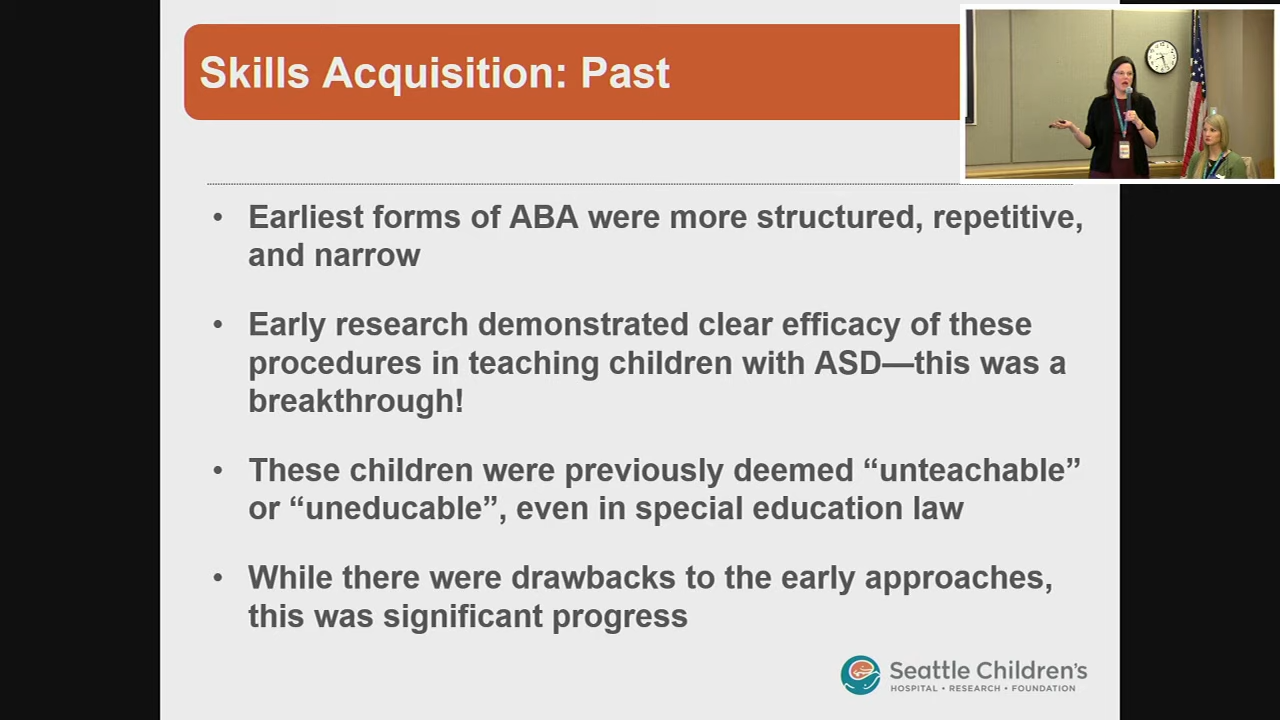 Skills Acquisition: Past
• Earliest forms of ABA were more structured, repetitive,
and narrow
• Early research demonstrated clear efficacy of these
procedures in teaching children with ASD—this was a
breakthrough!
• These children were previously deemed “unteachable”
or “uneducable”, even in special education law
• While there were drawbacks to the early approaches,
this was significant progress
Seattle Children's
HOSPITAL • RESEARCH • FOUNDATION